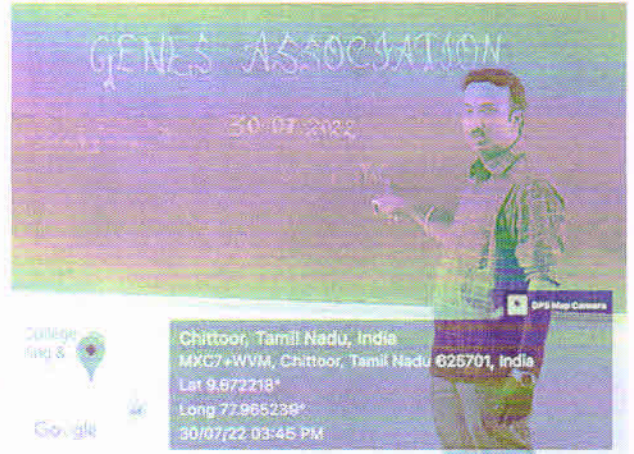 GENES ASSOCIATION
30-07-2022
GPS Map Camera
College
ing &
Google
Chittoor, Tamil Nadu, India
MXC7+WVM, Chittoor, Tamil Nadu 625701, India
Lat 9.672218°
Long 77.965239°
30/07/22 03:45 PM